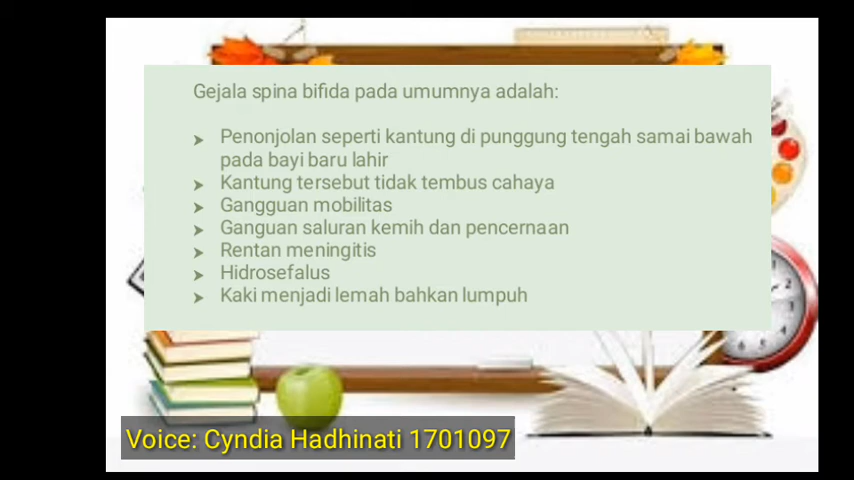 Gejala spina bifida pada umumnya adalah:
➤ Penonjolan seperti kantung di punggung tengah samai bawah
pada bayi baru lahir
➤ Kantung tersebut tidak tembus cahaya
➤ Gangguan mobilitas
➤ Ganguan saluran kemih dan pencernaan
➤ Rentan meningitis
➤ Hidrosefalus
➤ Kaki menjadi lemah bahkan lumpuh
Voice: Cyndia Hadhinati 1701097